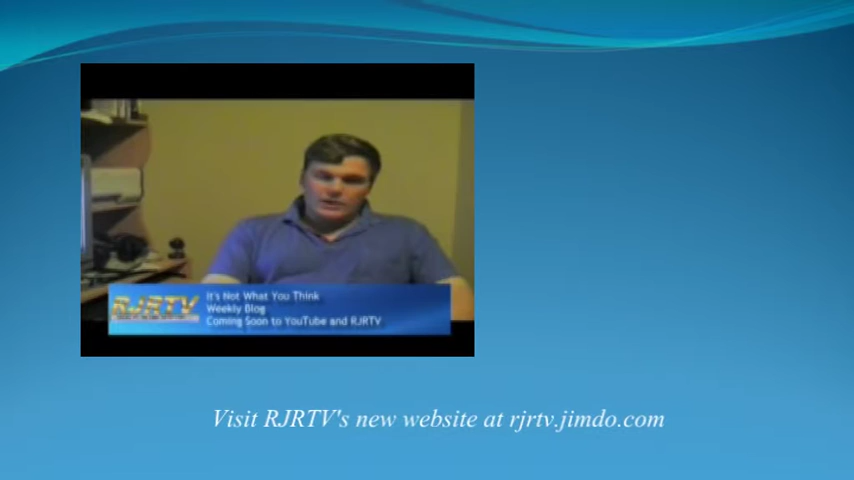 RJRTV
It's Not What You Think
Weekly Blog
Coming Soon to YouTube and RJRTV
Visit RJRTV's new website at rjrtv.jimdo.com